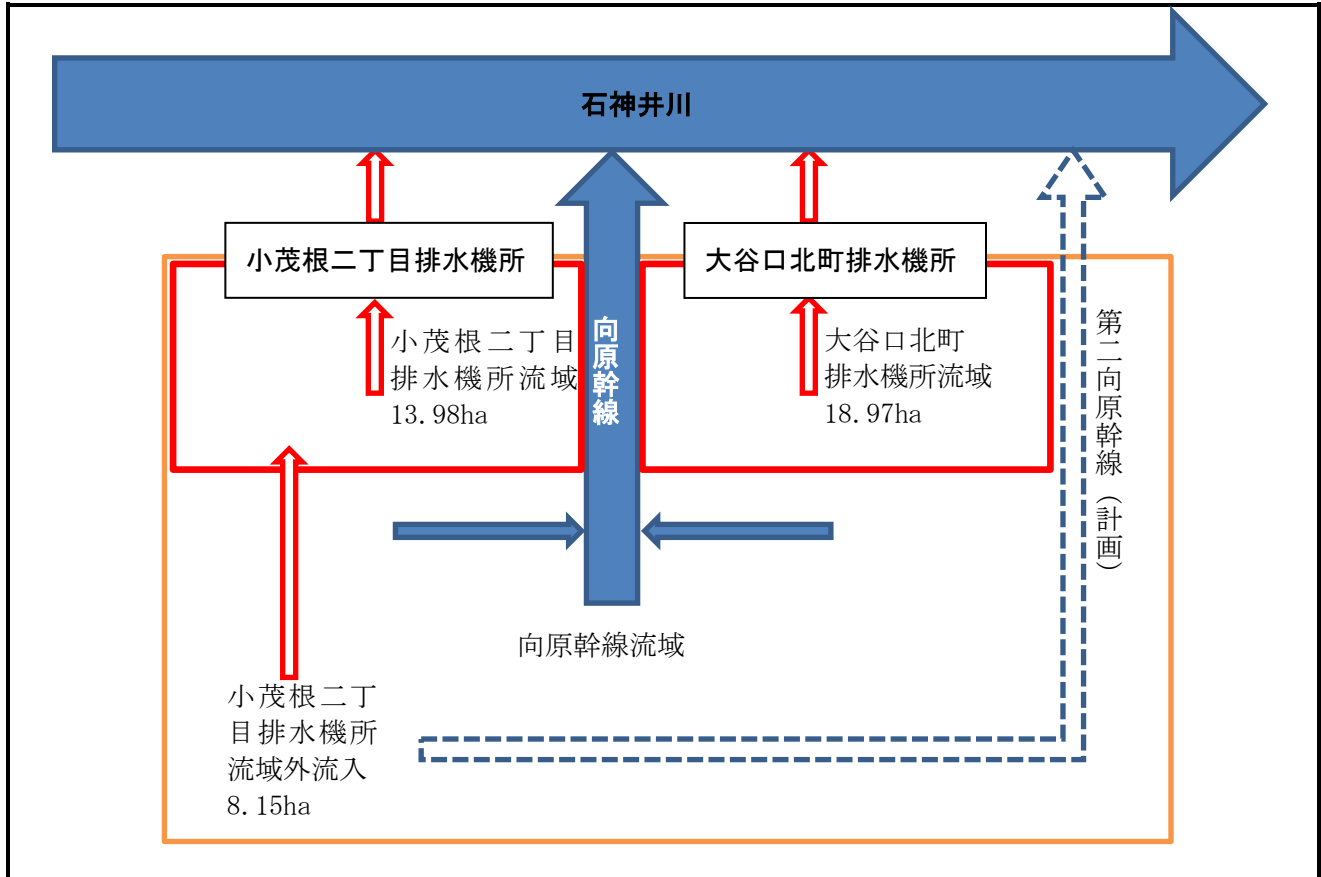 石神井川
小茂根二丁目排水機所
大谷口北町排水機所
小茂根二丁目
排水機所流域
13.98ha
向原幹線
大谷口北町
排水機所流域
18.97ha
第二向原幹線（計画）
向原幹線流域
小茂根二丁
目排水機所
流域外流入
8.15ha